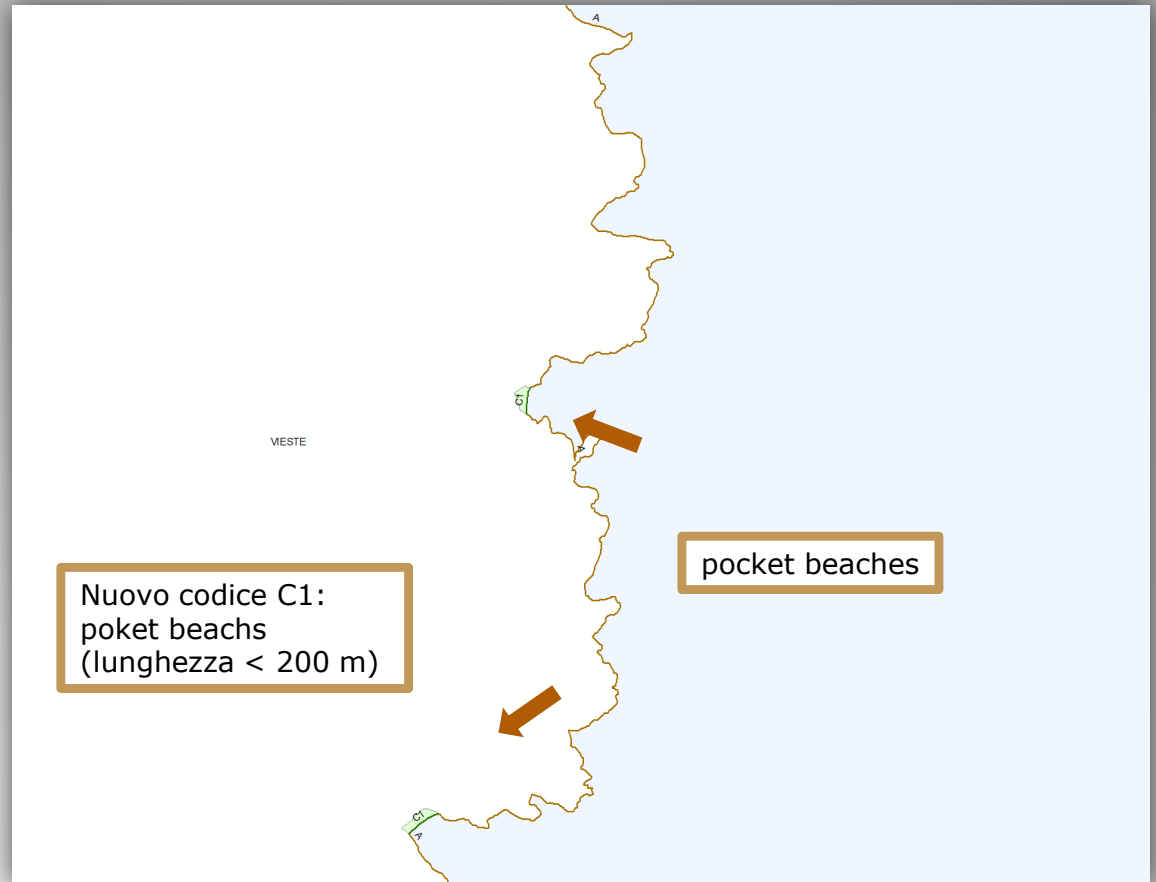 A
C1
A
VIESTE
pocket beaches
Nuovo codice C1:
poket beachs
(lunghezza < 200 m)
C1
A